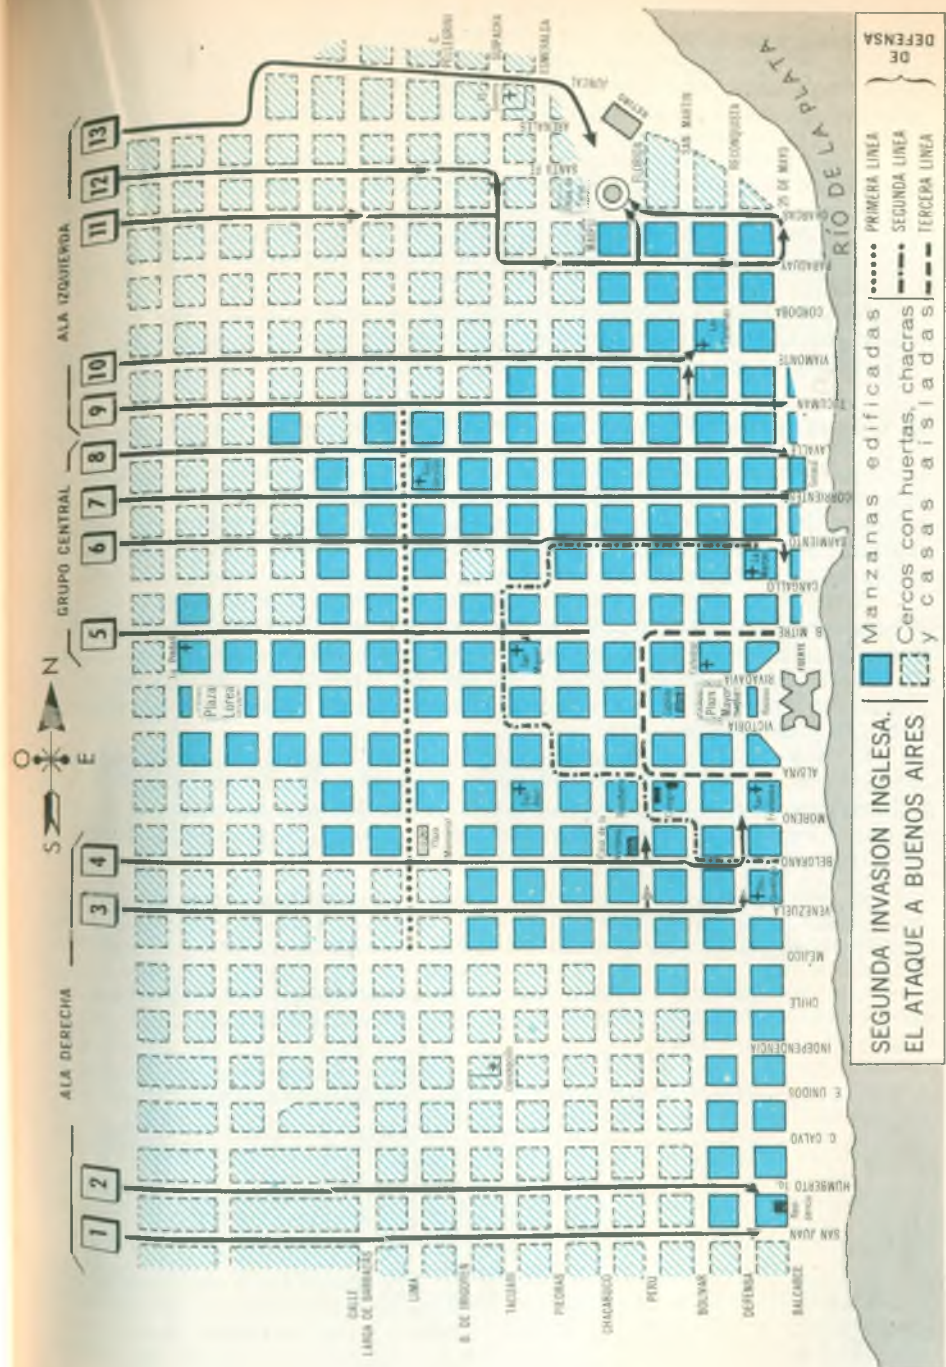 ALA DERECHA
GRUPO CENTRAL
ALA IZQUIERDA
1
2
3
4
5
6
7
8
9
10
11
12
13
S
N
O
E
C. PELLEGRINI
SUIPACHA
ESMERALDA
JUNCAL
ARENALES
SANTA FE
RETIRO
FLORIDA
SAN MARTIN
RECONQUISTA
25 DE MAYO
CHARCAS
PARAGUAY
CORDOBA
VIAMONTE
TUCUMAN
LAVALLE
CORRIENTES
SARMIENTO
CANGALLO
B. MITRE
RIVADAVIA
VICTORIA
ALSINA
MORENO
BELGRANO
VENEZUELA
MÉXICO
CHILE
INDEPENDENCIA
E. UNIDOS
C. CALVO
HUMBERTO 1o.
SAN JUAN
CALLE
LARGA DE BARRACAS
LIMA
B. DE IRIGOYEN
TACUARI
PIEDRAS
CHACABUCO
PERU
BOLIVAR
DEFENSA
BALCARCE
Plaza
Lorea
Plaza
Monserrat
Plaza
Mayor
FUERTE
Concepción
RÍO DE LA PLATA
SEGUNDA INVASION INGLESA.
EL ATAQUE A BUENOS AIRES
Manzanas edificadas
Cercos con huertas, chacras
y casas aisladas
PRIMERA LINEA
SEGUNDA LINEA
TERCERA LINEA
DE
DEFENSA